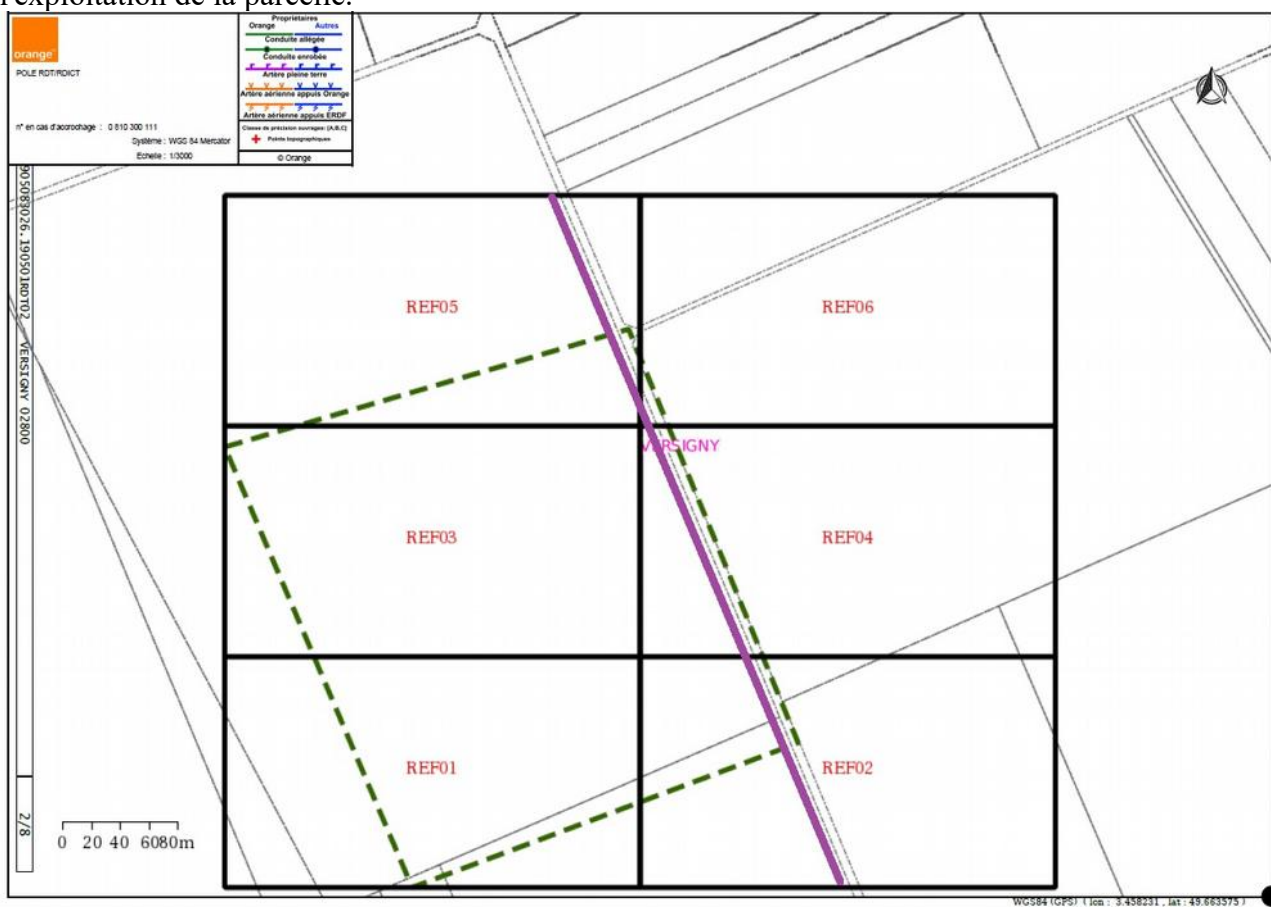 l'exploitation de la parcelle.
orange
POLE RDT/RDICT
n° en cas d'accrochage : 0 810 300 111
Système : WGS 84 Mercator
Echelle : 1/3000
Propriétaires
Orange Autres
Conduite allégée
Conduite enrobée
Artère pleine terre
Artère aérienne appuis Orange
Artère aérienne appuis ERDF
Classe de précision ouvrages: [A,B,C]
Points topographiques
© Orange
9050883026.190501RDT02 VERSIGNY 02800
REF05
REF06
VERSIGNY
REF03
REF04
REF01
REF02
2/8
0 20 40 6080m
WGS84 (GPS) ( lon : 3.458231 , lat : 49.663575 )